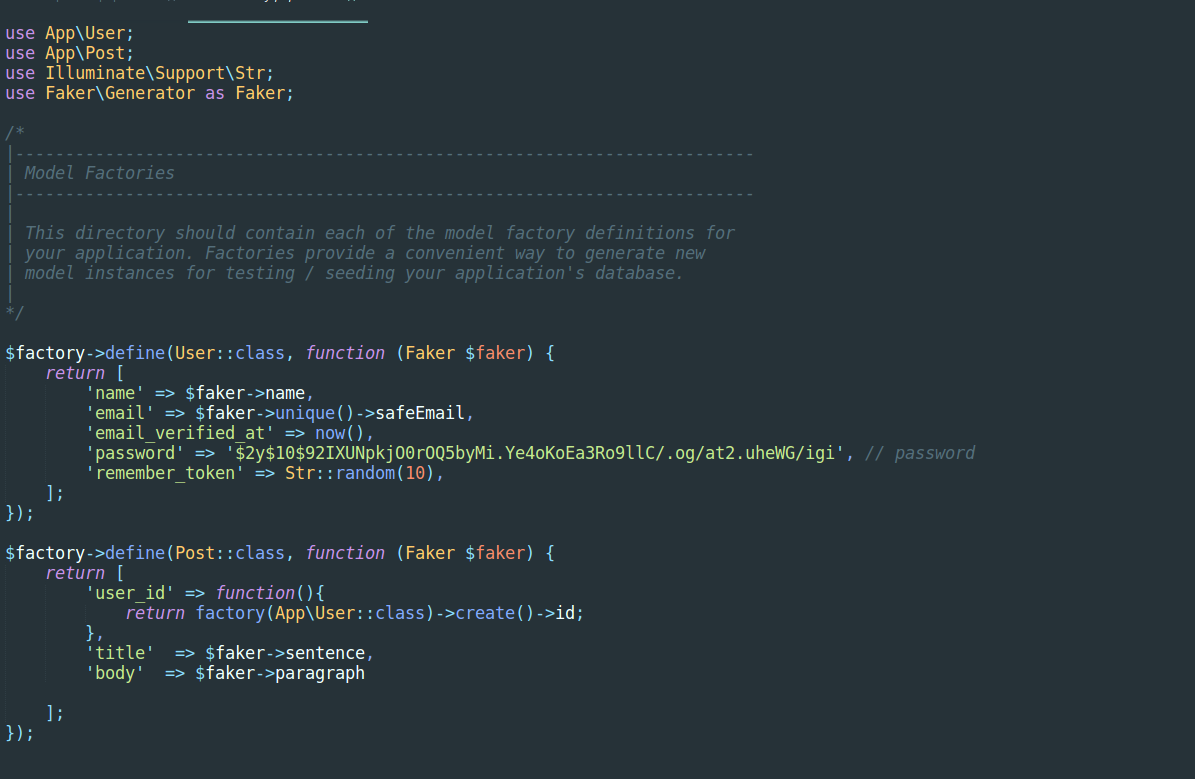 use App\User;
use App\Post;
use Illuminate\Support\Str;
use Faker\Generator as Faker;
/*
|--------------------------------------------------------------------------
| Model Factories
|--------------------------------------------------------------------------
|
| This directory should contain each of the model factory definitions for
| your application. Factories provide a convenient way to generate new
| model instances for testing / seeding your application's database.
|
*/
$factory->define(User::class, function (Faker $faker) {
    return [
        'name' => $faker->name,
        'email' => $faker->unique()->safeEmail,
        'email_verified_at' => now(),
        'password' => '$2y$10$92IXUNpkjO0rOQ5byMi.Ye4oKoEa3Ro9llC/.og/at2.uheWG/igi', // password
        'remember_token' => Str::random(10),
    ];
});
$factory->define(Post::class, function (Faker $faker) {
    return [
        'user_id' => function(){
            return factory(App\User::class)->create()->id;
        },
        'title'  => $faker->sentence,
        'body'  => $faker->paragraph
    ];
});